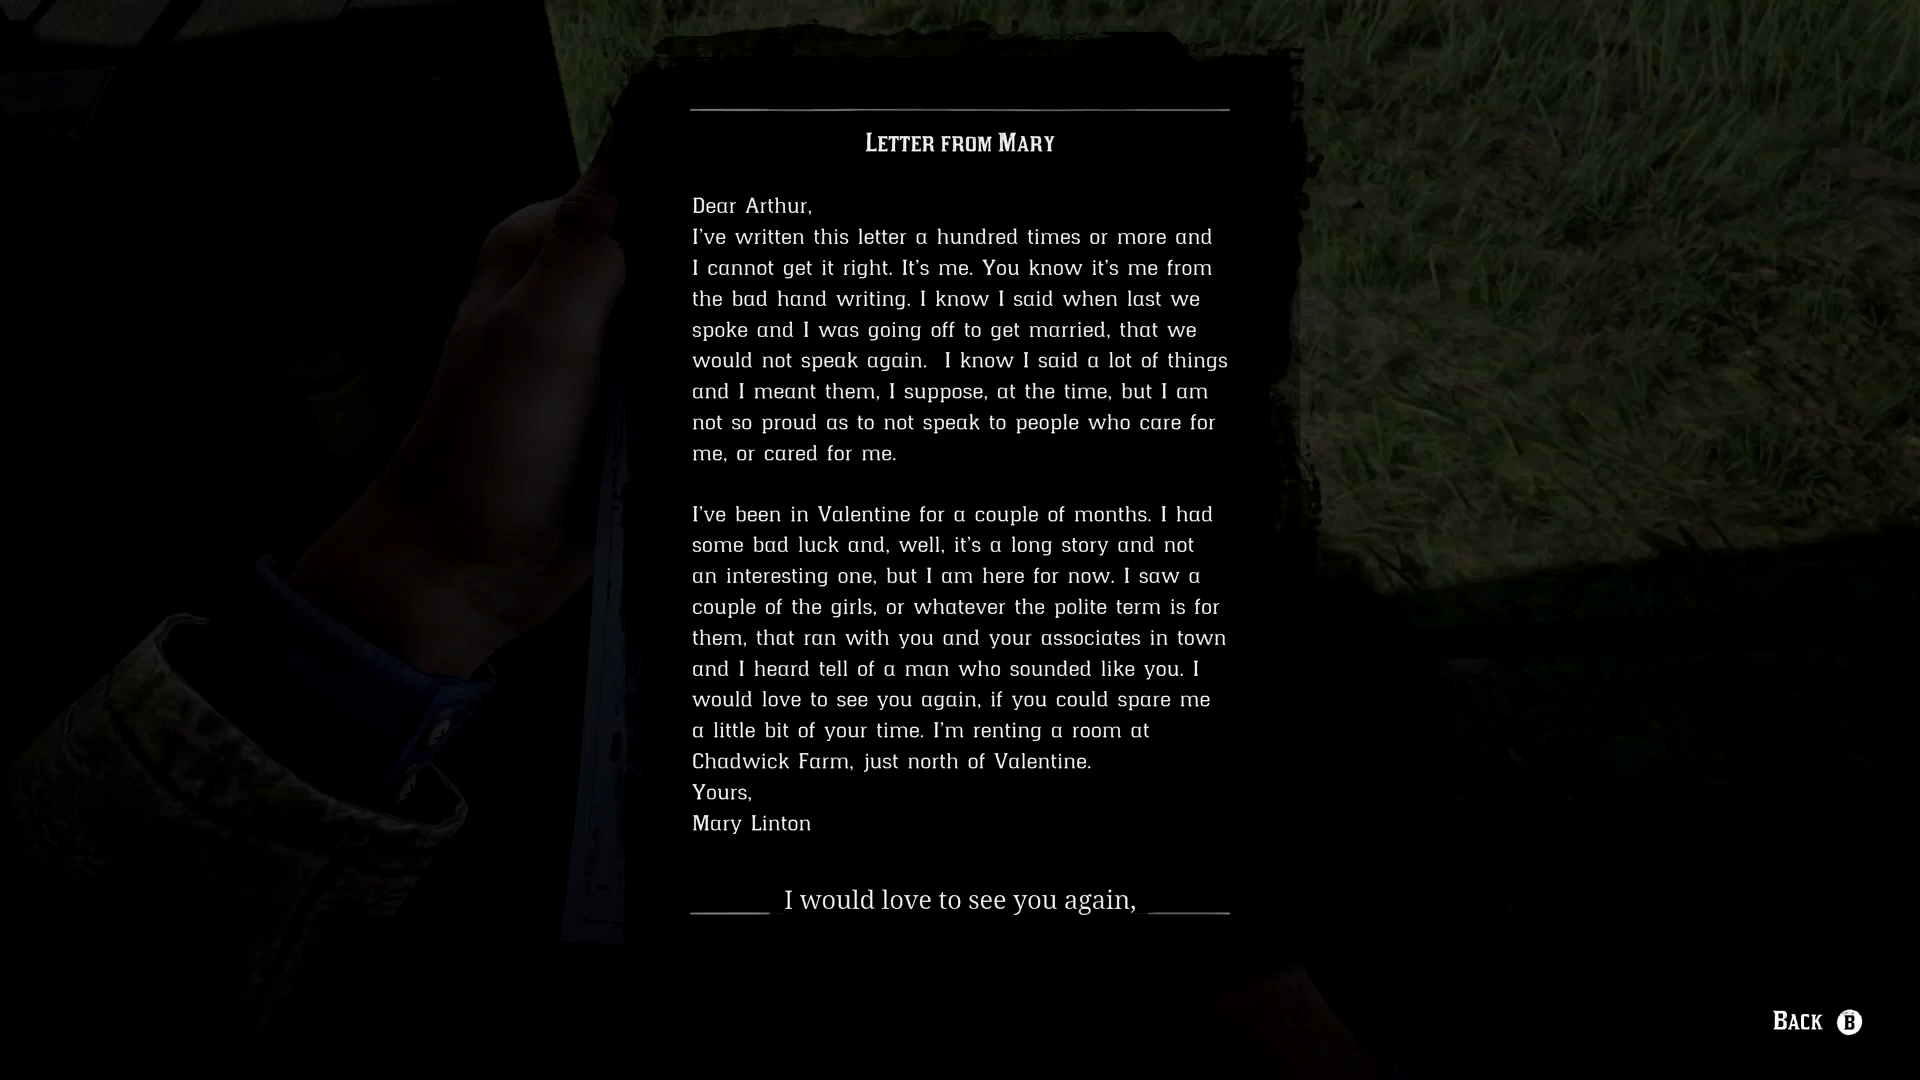 Letter from Mary
Dear Arthur,
I've written this letter a hundred times or more and
I cannot get it right. It's me. You know it's me from
the bad hand writing. I know I said when last we
spoke and I was going off to get married, that we
would not speak again.  I know I said a lot of things
and I meant them, I suppose, at the time, but I am
not so proud as to not speak to people who care for
me, or cared for me.
I've been in Valentine for a couple of months. I had
some bad luck and, well, it's a long story and not
an interesting one, but I am here for now. I saw a
couple of the girls, or whatever the polite term is for
them, that ran with you and your associates in town
and I heard tell of a man who sounded like you. I
would love to see you again, if you could spare me
a little bit of your time. I'm renting a room at
Chadwick Farm, just north of Valentine.
Yours,
Mary Linton
I would love to see you again,
Back B